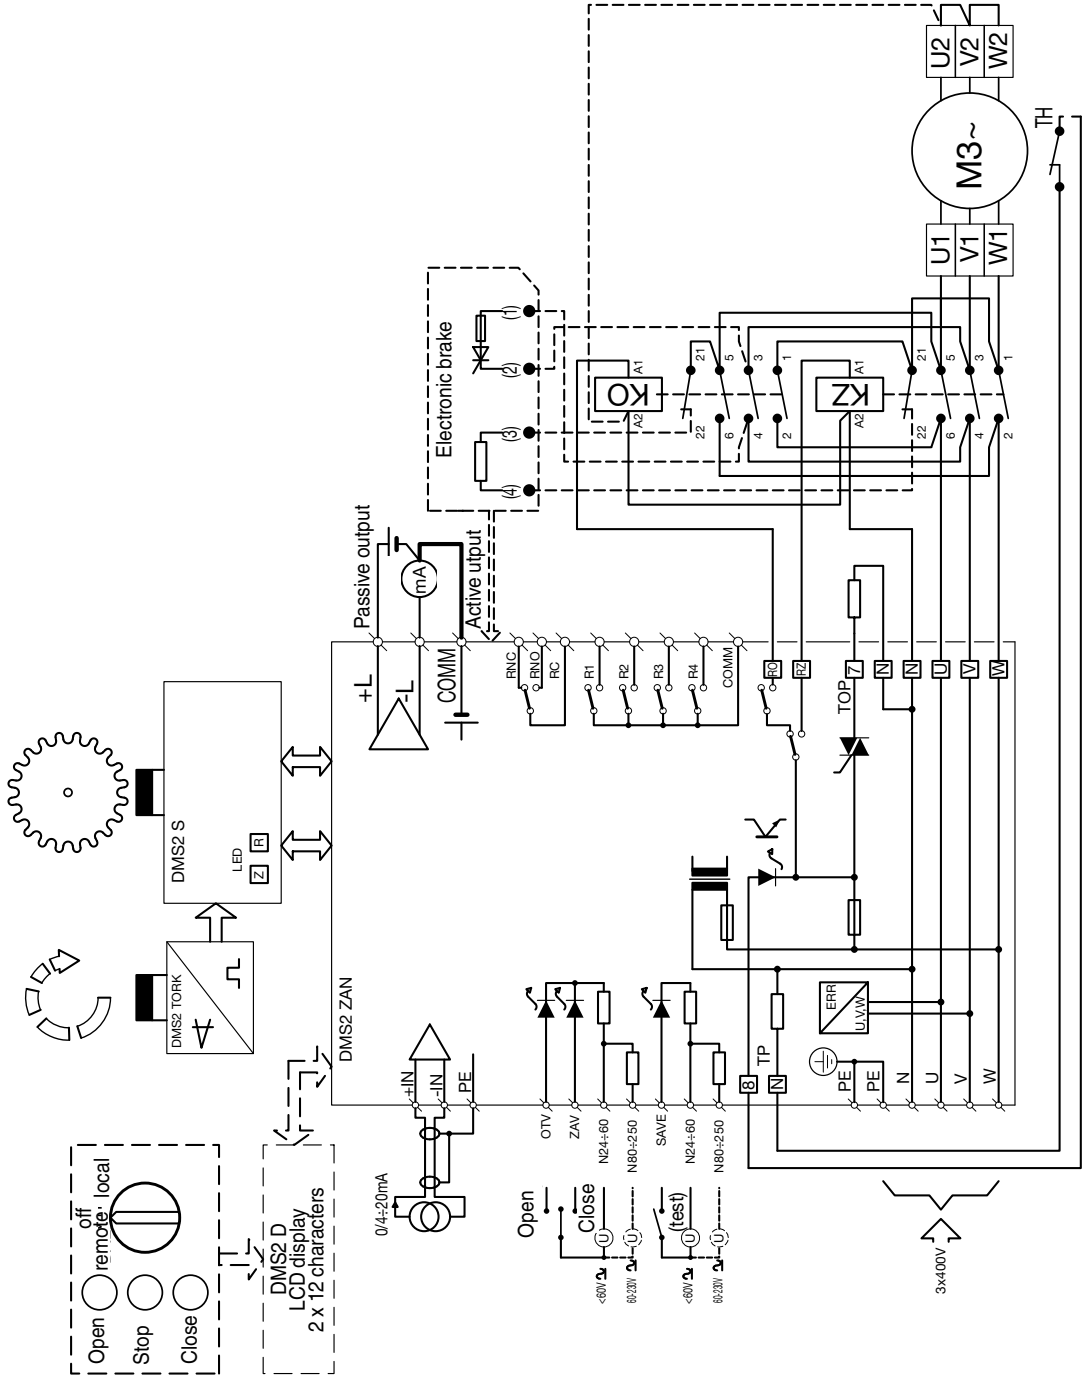 U2
V2
W2
M3~
TH
U1
V1
W1
Electronic brake
(1)
(2)
(3)
(4)
KO
A1
A2
21
5
3
1
22
6
4
2
KZ
A1
A2
21
5
3
1
22
6
4
2
Passive output
mA
Active utput
+L
-L
COMM
RNC
RNO
RC
R1
R2
R3
R4
COMM
RO
RZ
TOP
7
N
N
U
V
W
DMS2 S
LED
Z
R
DMS2 TORK
DMS2 ZAN
+IN
-IN
PE
0/4÷20mA
OTV
ZAV
N24÷60
N80÷250
SAVE
N24÷60
N80÷250
8
N
TP
ERR
U,V,W
PE
PE
N
U
V
W
Open
Close
U
U
<60V
60-230V
(test)
U
U
<60V
60-230V
3x400V
off
remote
local
Open
Stop
Close
DMS2 D
LCD display
2 x 12 characters